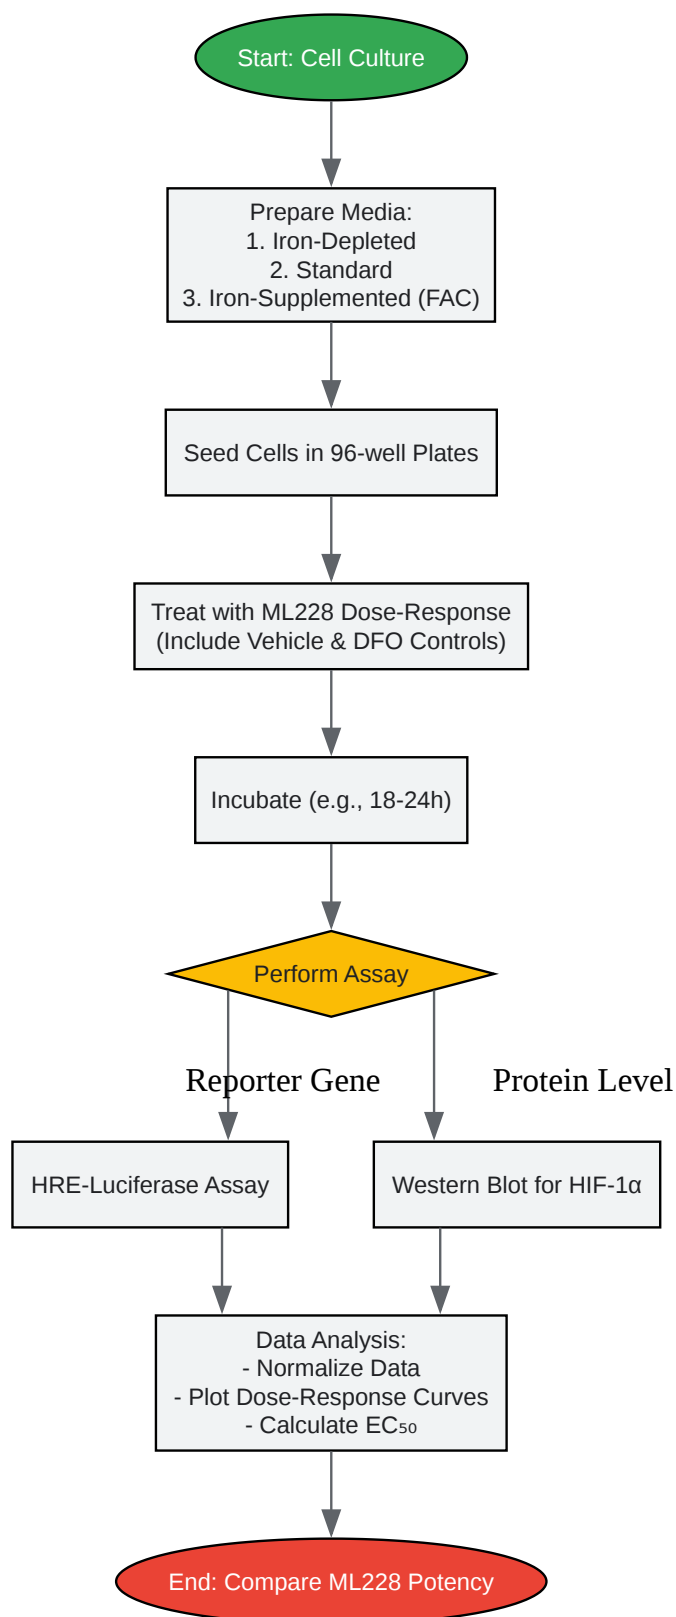 Start: Cell Culture
Prepare Media:
1. Iron-Depleted
2. Standard
3. Iron-Supplemented (FAC)
Seed Cells in 96-well Plates
Treat with ML228 Dose-Response
(Include Vehicle & DFO Controls)
Incubate (e.g., 18-24h)
Perform Assay
Reporter Gene
Protein Level
HRE-Luciferase Assay
Western Blot for HIF-1α
Data Analysis:
- Normalize Data
- Plot Dose-Response Curves
- Calculate EC₅₀
End: Compare ML228 Potency